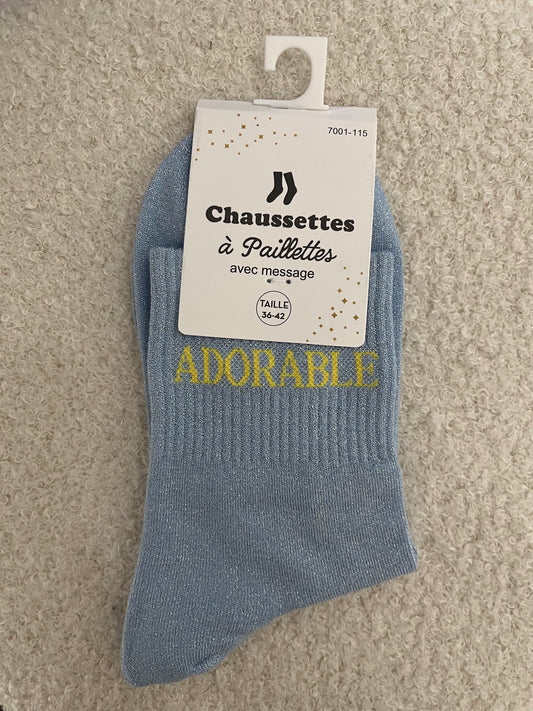 7001-115
Chaussettes
à Paillettes
avec message
TAILLE
36-42
ADORABLE